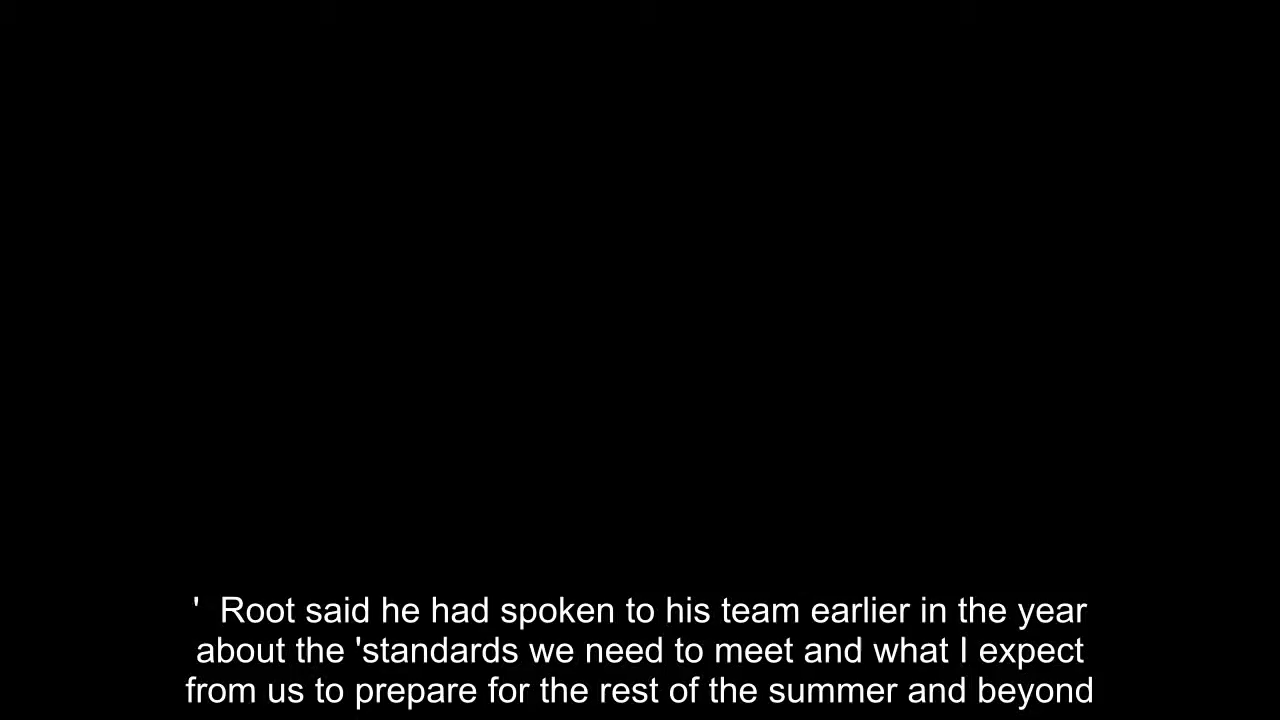 '  Root said he had spoken to his team earlier in the year
about the 'standards we need to meet and what I expect
from us to prepare for the rest of the summer and beyond